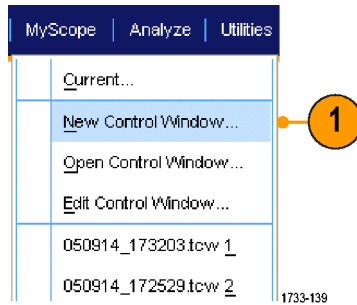 MyScope | Analyze | Utilities
Current...
New Control Window...
1
Open Control Window...
Edit Control Window...
050914_173203.tcw 1
050914_172529.tcw 2
1733-139